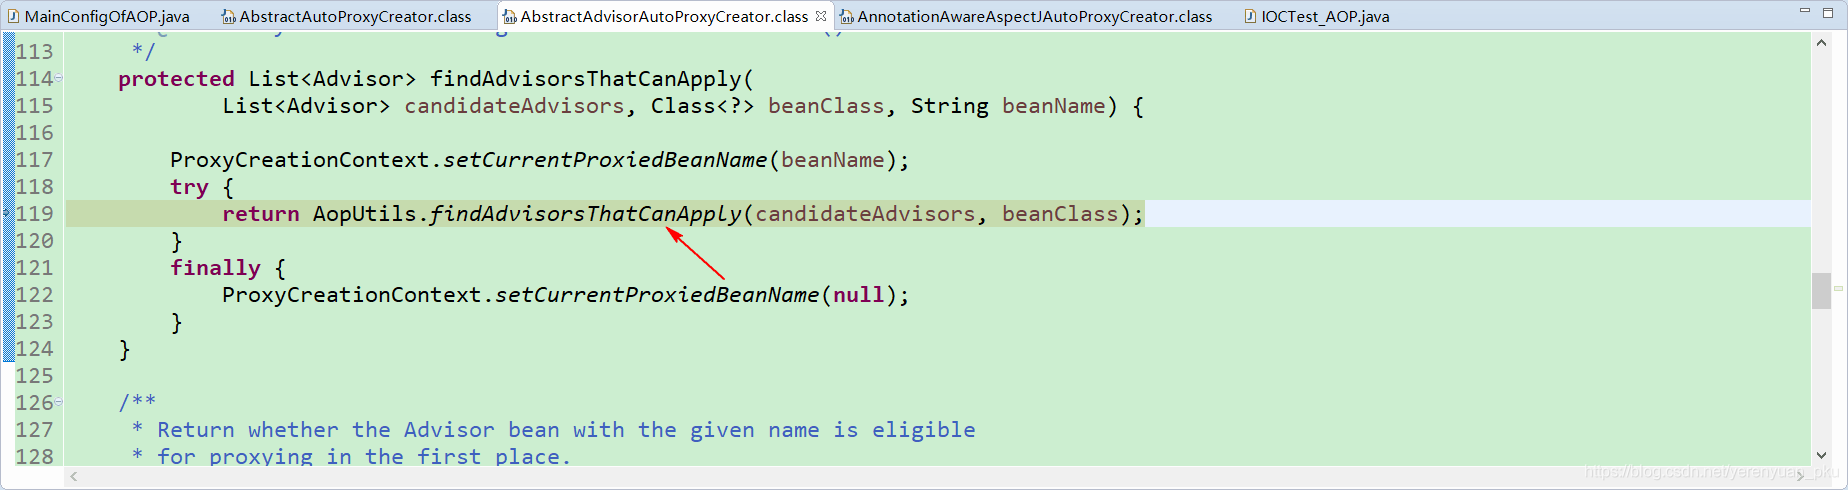 MainConfigOfAOP.java AbstractAutoProxyCreator.class AbstractAdvisorAutoProxyCreator.class AnnotationAwareAspectJAutoProxyCreator.class IOCTest_AOP.java
113 */
114 protected List<Advisor> findAdvisorsThatCanApply(
115 List<Advisor> candidateAdvisors, Class<?> beanClass, String beanName) {
116
117 ProxyCreationContext.setCurrentProxiedBeanName(beanName);
118 try {
119 return AopUtils.findAdvisorsThatCanApply(candidateAdvisors, beanClass);
120 }
121 finally {
122 ProxyCreationContext.setCurrentProxiedBeanName(null);
123 }
124 }
125
126 /**
127 * Return whether the Advisor bean with the given name is eligible
128 * for proxying in the first place.
https://blog.csdn.net/yerenyuan_pku